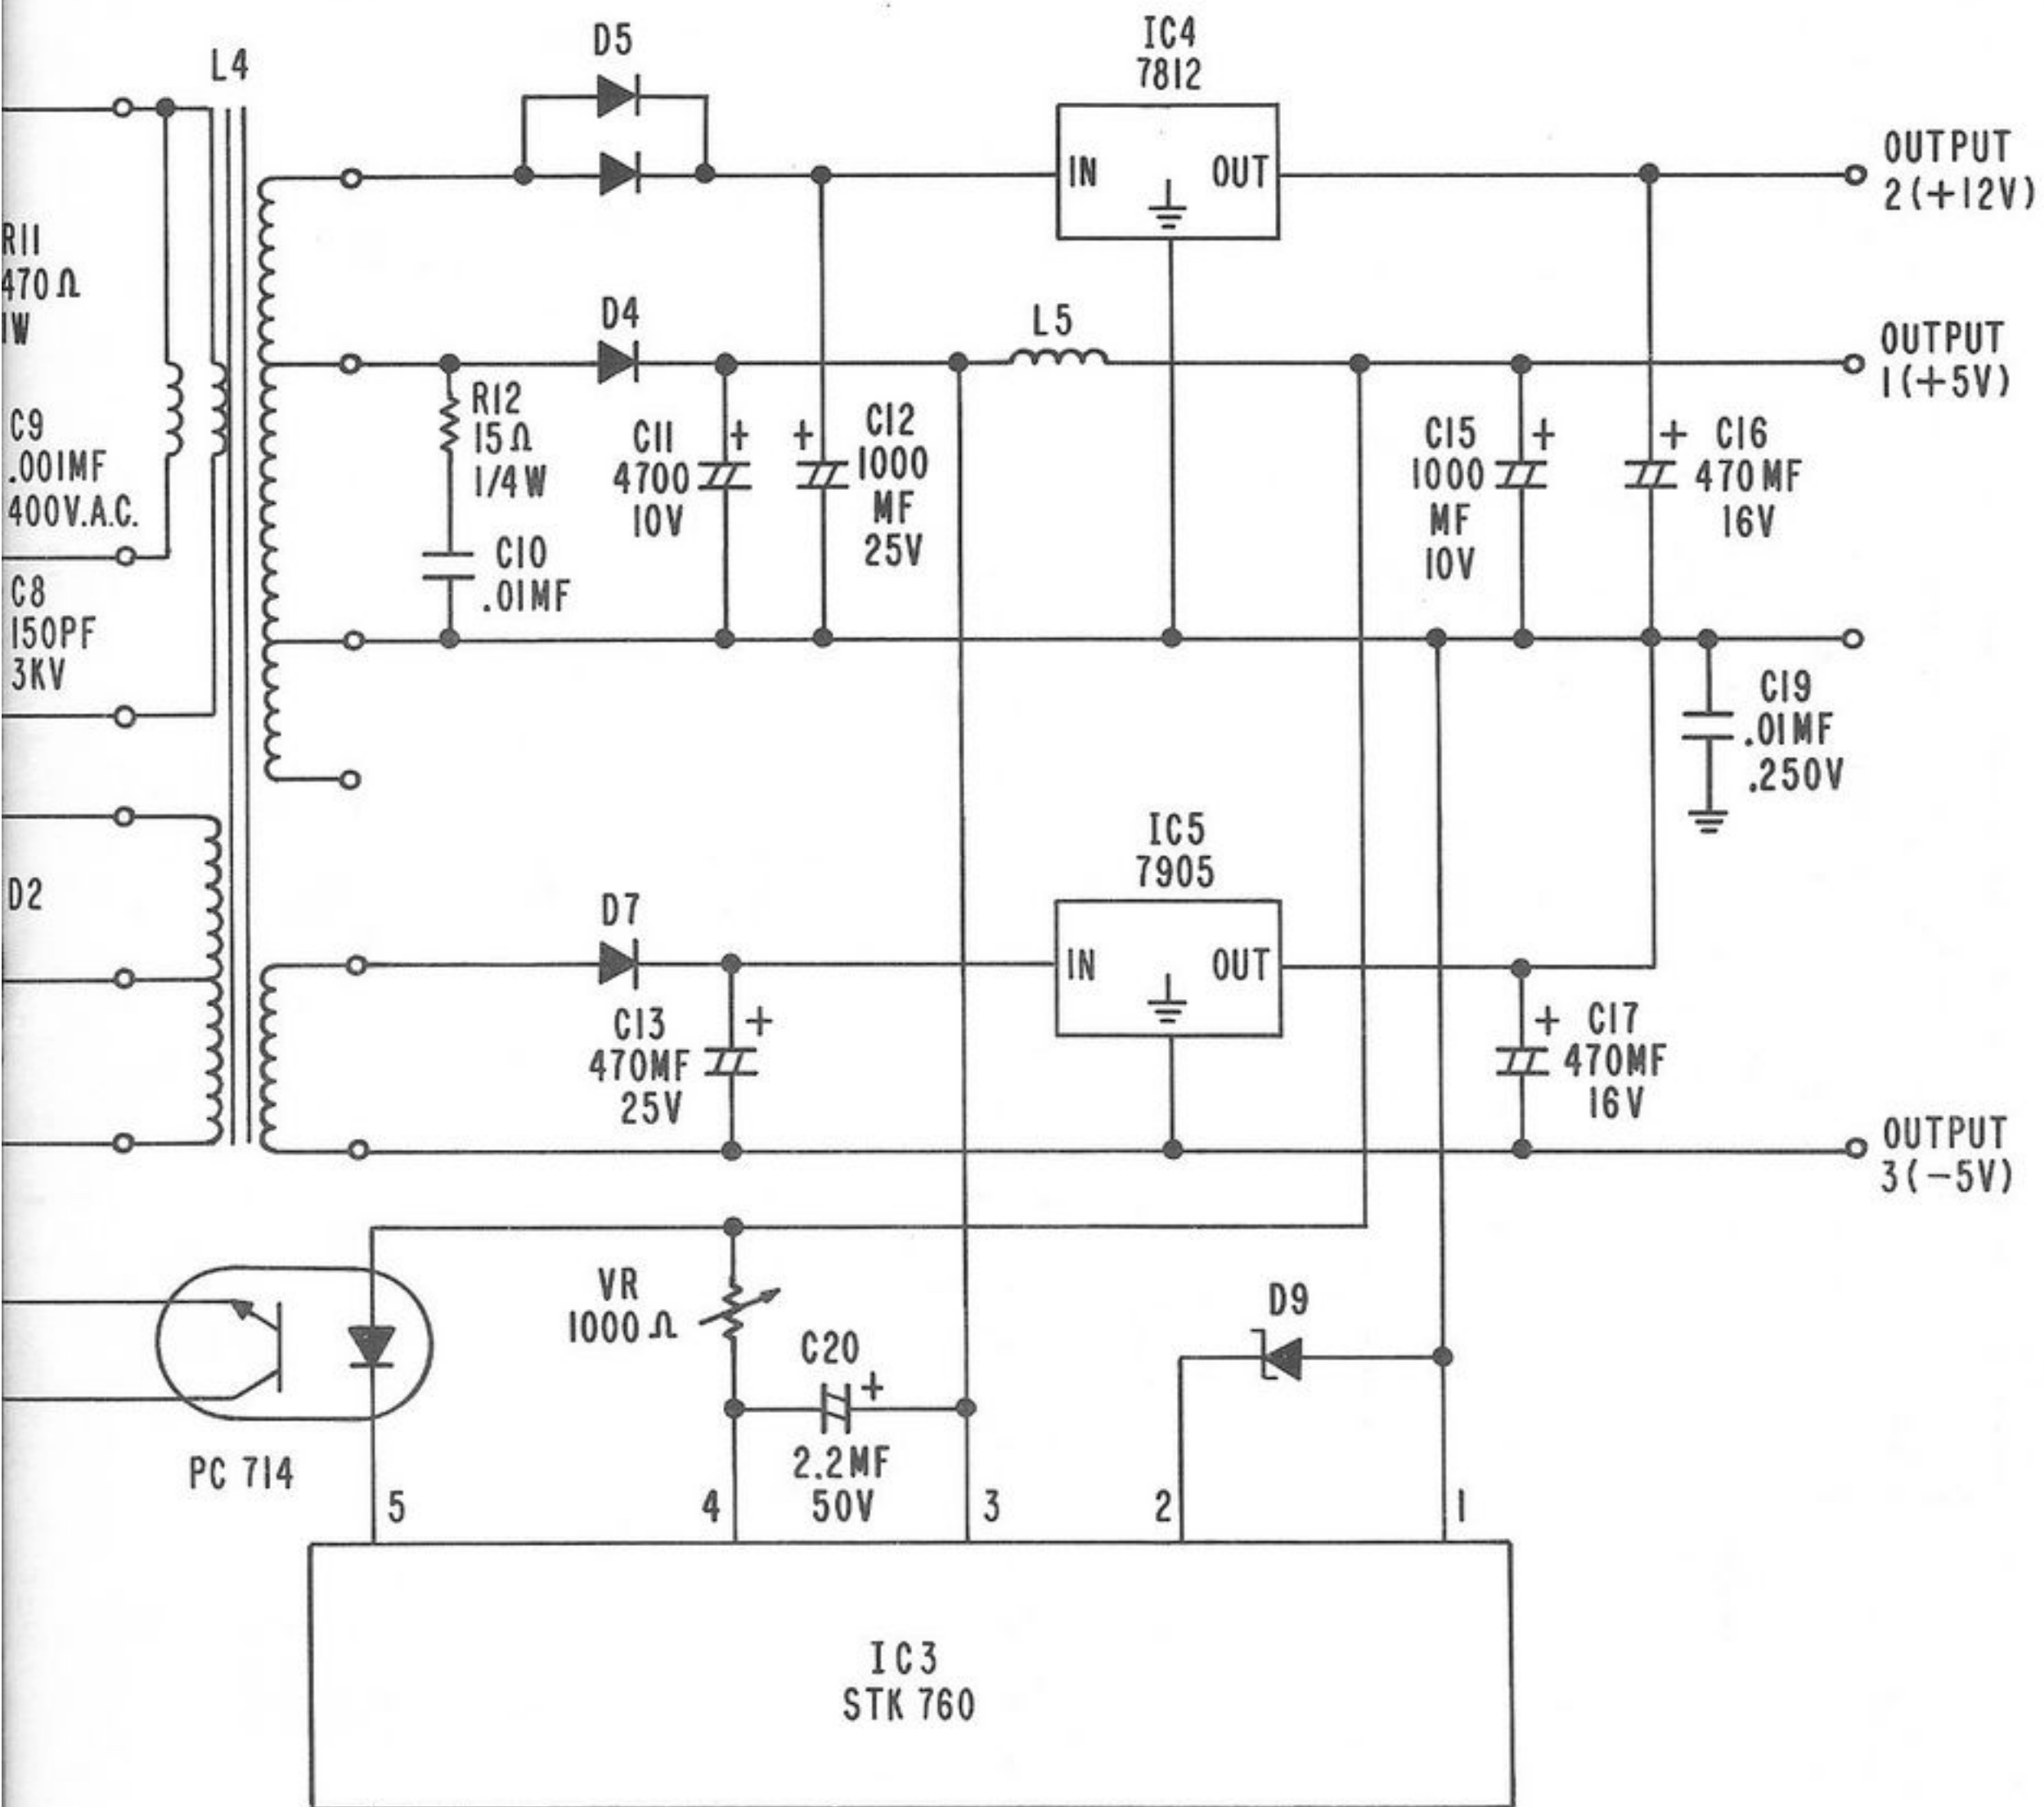 L4
D5
IC4
7812
IN
OUT
OUTPUT
2(+12V)
R11
470Ω
1W
D4
L5
OUTPUT
1(+5V)
R12
15Ω
1/4W
C11
4700
10V
+
+
C12
1000
MF
25V
C15
1000
MF
10V
+
+
C16
470MF
16V
C9
.001MF
400V.A.C.
C10
.01MF
C8
150PF
3KV
C19
.01MF
.250V
IC5
7905
IN
OUT
D2
D7
C13
470MF
25V
+
+
C17
470MF
16V
OUTPUT
3(-5V)
VR
1000Ω
C20
+
2.2MF
50V
D9
PC 714
5
4
3
2
1
IC3
STK 760